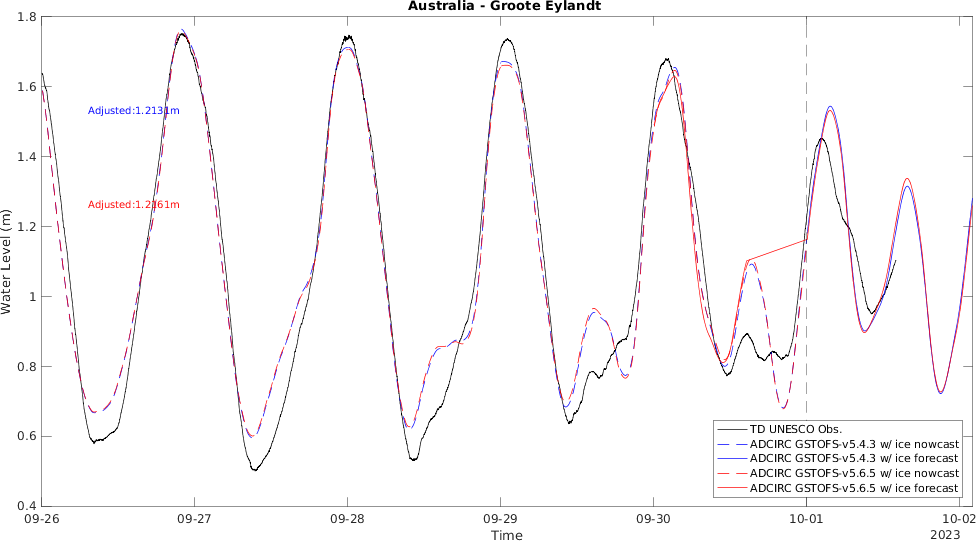 Australia - Groote Eylandt
1.8
1.6
1.4
1.2
1
0.8
0.6
0.4
Water Level (m)
Adjusted:1.2131m
Adjusted:1.2161m
TD UNESCO Obs.
ADCIRC GSTOFS-v5.4.3 w/ ice nowcast
ADCIRC GSTOFS-v5.4.3 w/ ice forecast
ADCIRC GSTOFS-v5.6.5 w/ ice nowcast
ADCIRC GSTOFS-v5.6.5 w/ ice forecast
09-26 09-27 09-28 09-29 09-30 10-01 10-02
Time
2023